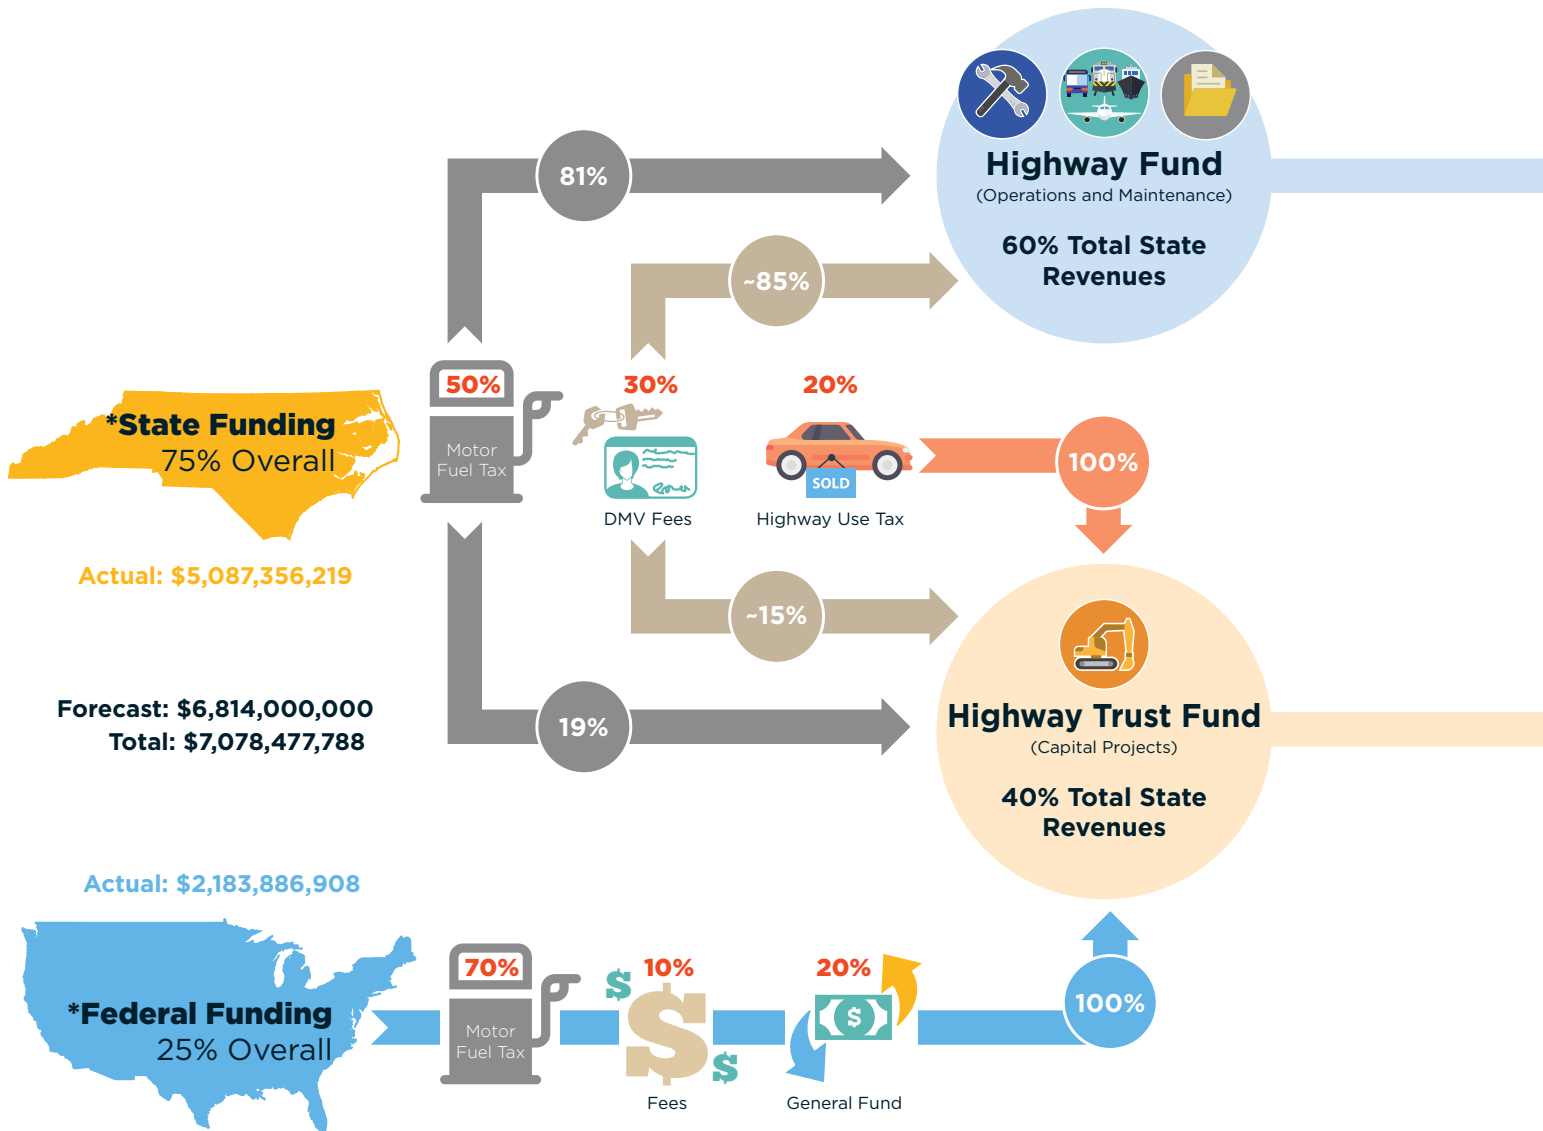 Highway Fund
(Operations and Maintenance)
60% Total State
Revenues
81%
~85%
50%
Motor
Fuel Tax
30%
DMV Fees
20%
SOLD
Highway Use Tax
100%
*State Funding
75% Overall
Actual: $5,087,356,219
~15%
19%
Highway Trust Fund
(Capital Projects)
40% Total State
Revenues
Forecast: $6,814,000,000
Total: $7,078,477,788
Actual: $2,183,886,908
*Federal Funding
25% Overall
70%
Motor
Fuel Tax
$
10%
$
$
Fees
20%
$
General Fund
100%